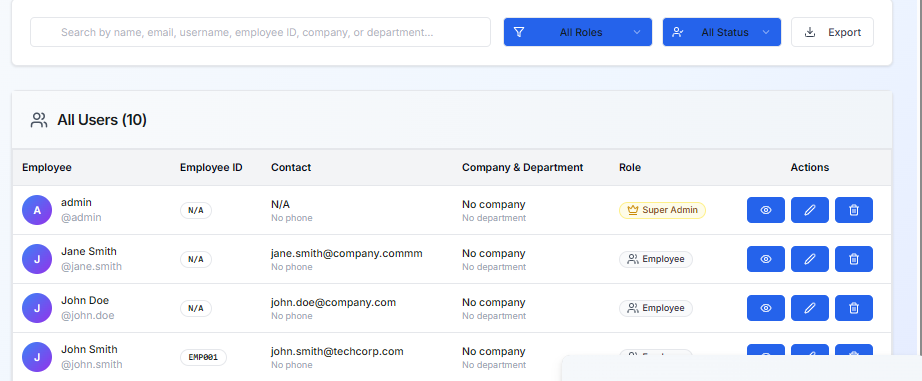 Search by name, email, username, employee ID, company, or department...
All Roles
All Status
Export
All Users (10)
Employee Employee ID Contact Company & Department Role Actions
A admin N/A N/A No company Super Admin
@admin No phone No department
J Jane Smith N/A jane.smith@company.commm No company Employee
@jane.smith No phone No department
J John Doe N/A john.doe@company.com No company Employee
@john.doe No phone No department
J John Smith EMP001 john.smith@techcorp.com No company
@john.smith No phone No department